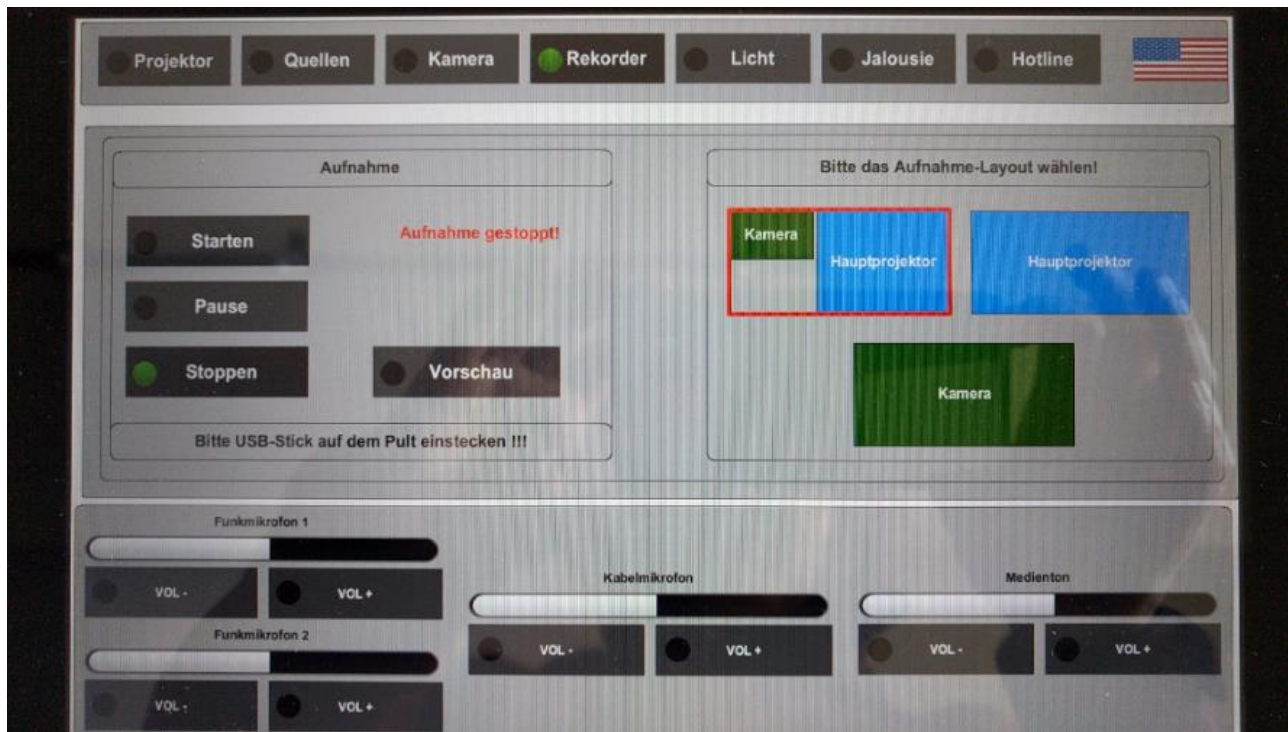 Projektor
Quellen
Kamera
Rekorder
Licht
Jalousie
Hotline
Aufnahme
Starten
Aufnahme gestoppt!
Pause
Stoppen
Vorschau
Bitte USB-Stick auf dem Pult einstecken !!!
Bitte das Aufnahme-Layout wählen!
Kamera
Hauptprojektor
Hauptprojektor
Kamera
Funkmikrofon 1
VOL -
VOL +
Funkmikrofon 2
VOL -
VOL +
Kabelmikrofon
VOL -
VOL +
Medienton
VOL -
VOL +